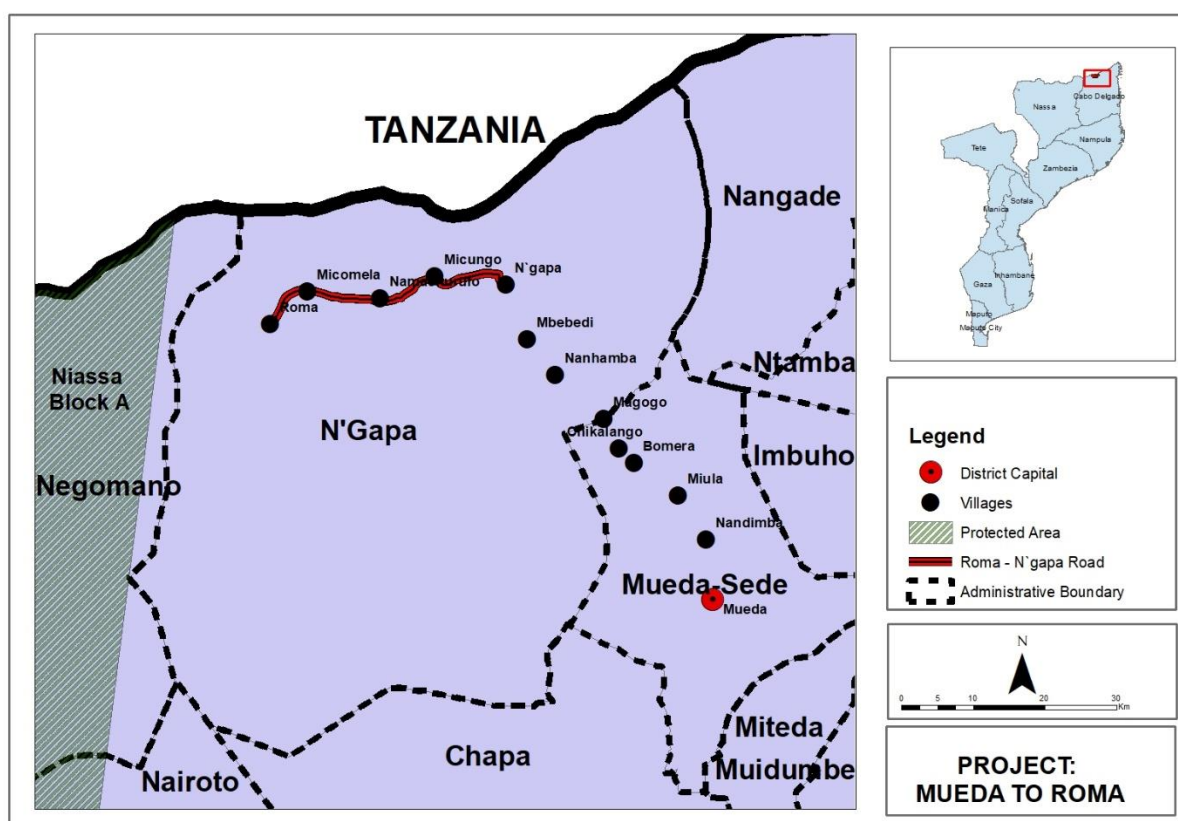 TANZANIA
Nangade
Micungo
N`gapa
Micomela
Roma
Mbebedi
Nanhamba
Ntamba
Niassa
Block A
N'Gapa
Magogo
Bomera
Imbuho
Negomano
Miula
Nandimba
Mueda-Sede
Mueda
Miteda
Chapa
Muidumbe
Nairoto
Cabo Delgado
Nassa
Nampula
Tete
Zambezia
Sofala
Manica
Inhambane
Gaza
Maputo
Maputo City
Legend
District Capital
Villages
Protected Area
Roma - N`gapa Road
Administrative Boundary
N
0 5 10 20 30
Km
PROJECT:
MUEDA TO ROMA